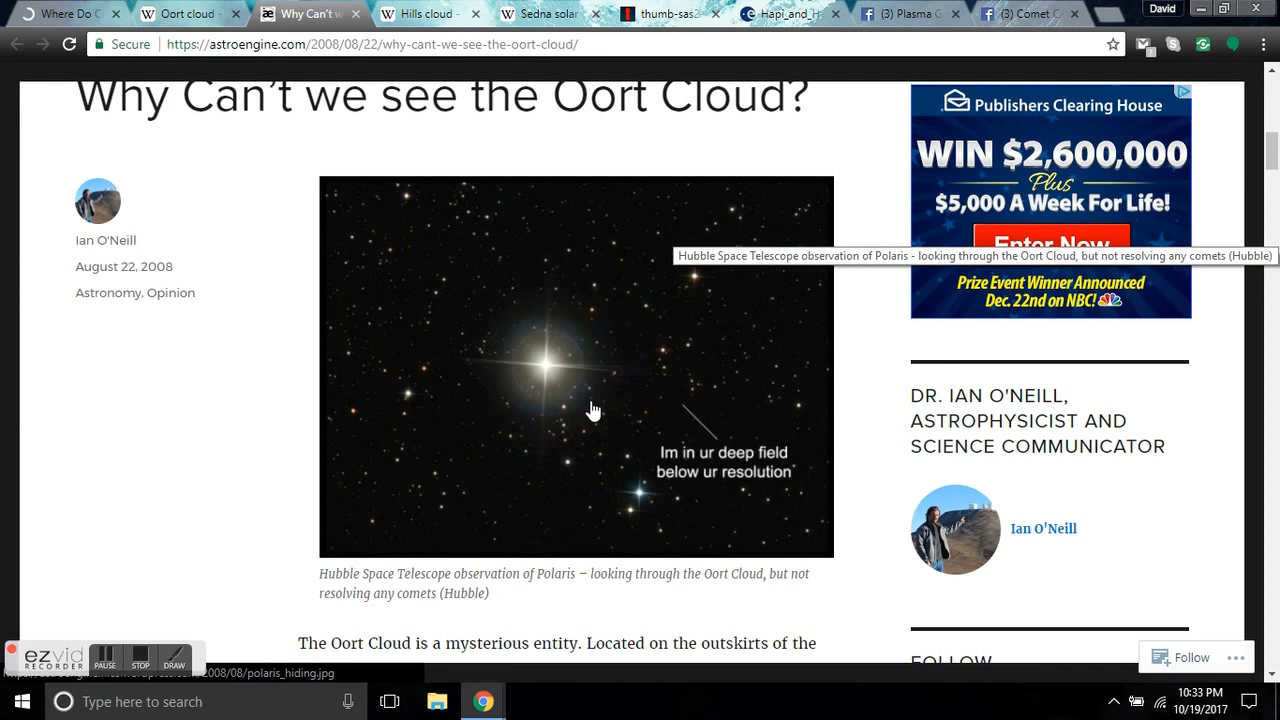 Where Do C
Oort cloud -
Why Can't w
Hills cloud -
Sedna sola
thumb-sas2
Hapi_and_H
(3) Plasma G
(3) Comet C
David
Secure
https://astroengine.com/2008/08/22/why-cant-we-see-the-oort-cloud/
Why Can't we see the Oort Cloud?
Ian O'Neill
August 22, 2008
Astronomy, Opinion
Im in ur deep field
below ur resolution
Hubble Space Telescope observation of Polaris – looking through the Oort Cloud, but not
resolving any comets (Hubble)
The Oort Cloud is a mysterious entity. Located on the outskirts of the
Publishers Clearing House
WIN $2,600,000
Plus
$5,000 A Week For Life!
Enter Now
Hubble Space Telescope observation of Polaris - looking through the Oort Cloud, but not resolving any comets (Hubble)
Prize Event Winner Announced
Dec. 22nd on NBC!
DR. IAN O'NEILL,
ASTROPHYSICIST AND
SCIENCE COMMUNICATOR
Ian O'Neill
FOLLOW
Follow
ezvid
RECORDER
PAUSE
STOP
DRAW
2008/08/polaris_hiding.jpg
Type here to search
10:33 PM
10/19/2017